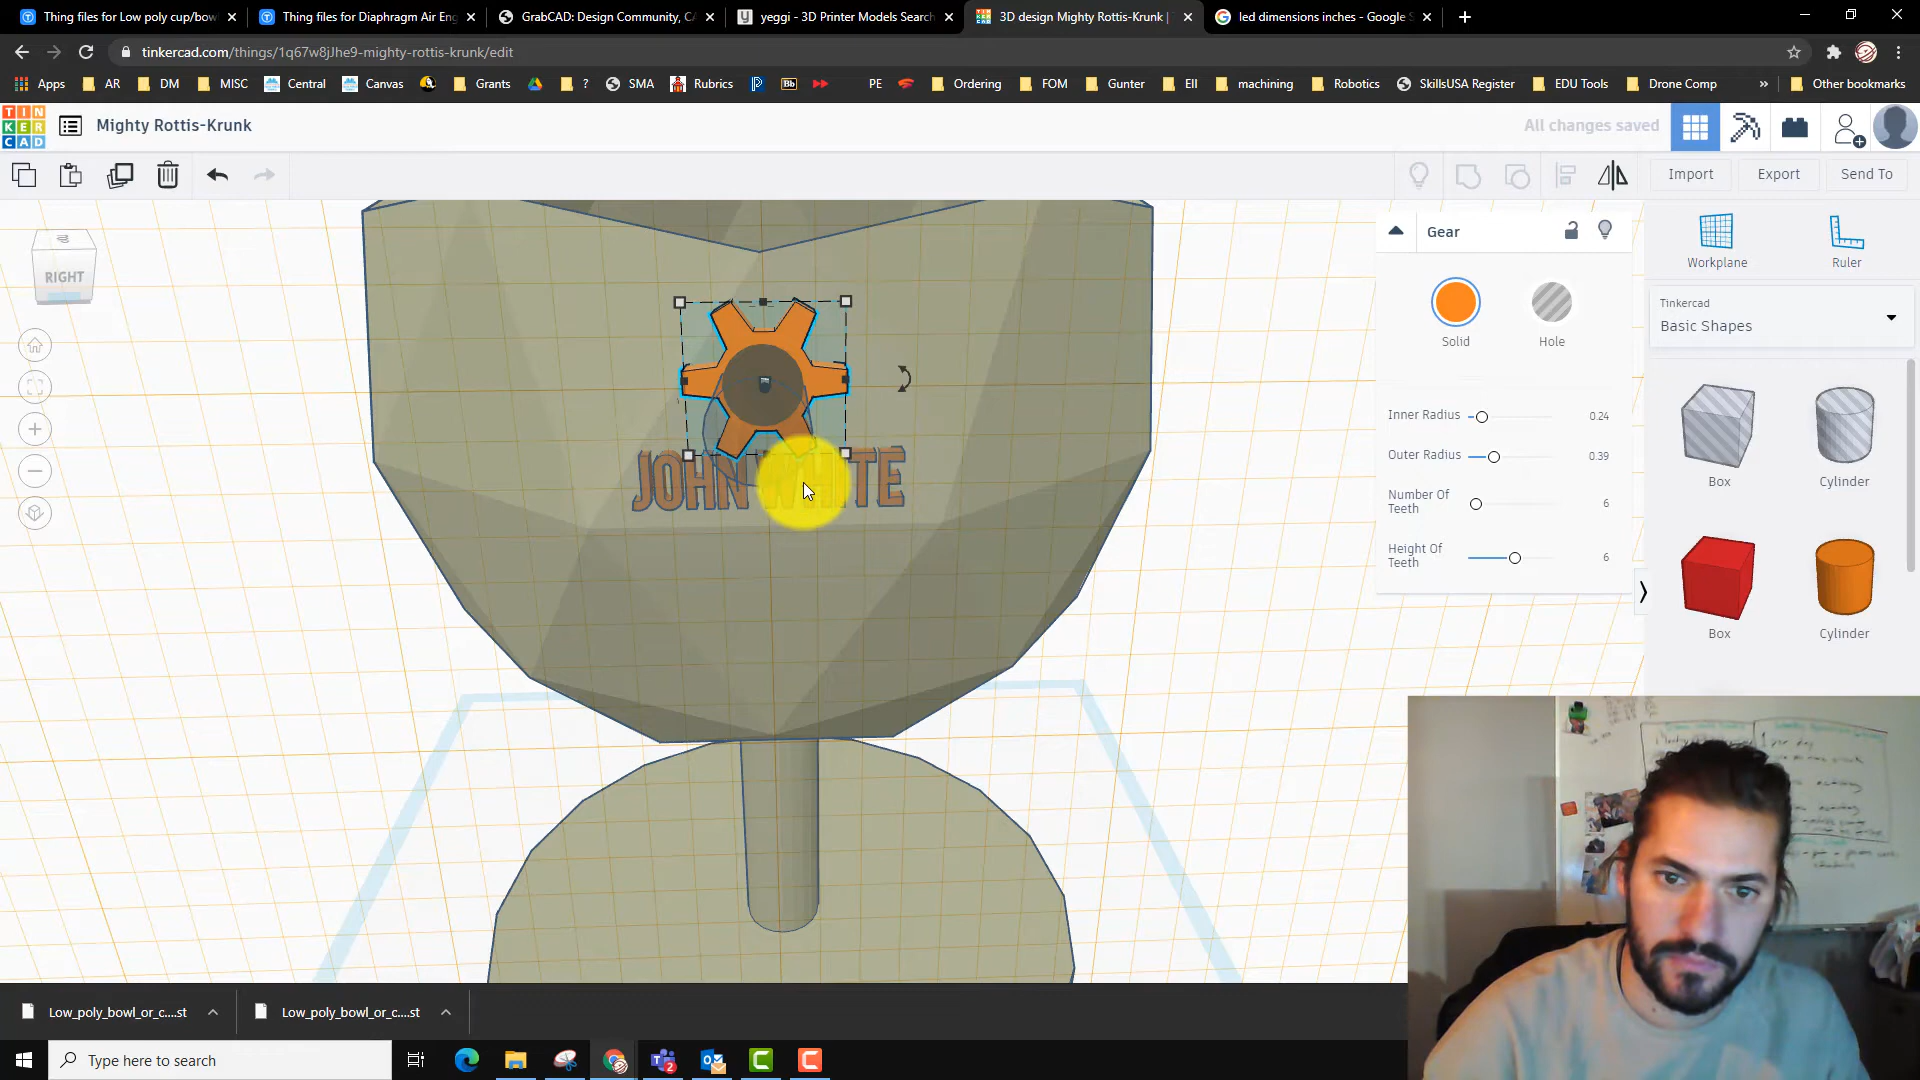 Thing files for Low poly cup/bow
Thing files for Diaphragm Air Eng
GrabCAD: Design Community, CA
yeggi - 3D Printer Models Search
3D design Mighty Rottis-Krunk |
led dimensions inches - Google S
tinkercad.com/things/1q67w8jJhe9-mighty-rottis-krunk/edit
Apps
AR
DM
MISC
Central
Canvas
Grants
?
SMA
Rubrics
Bb
PE
Ordering
FOM
Gunter
EII
machining
Robotics
SkillsUSA Register
EDU Tools
Drone Comp
»
Other bookmarks
TIN
KER
CAD
Mighty Rottis-Krunk
All changes saved
Import
Export
Send To
RIGHT
Gear
Solid
Hole
Inner Radius
0.24
Outer Radius
0.39
Number Of
Teeth
6
Height Of
Teeth
6
Workplane
Ruler
Tinkercad
Basic Shapes
Box
Cylinder
Box
Cylinder
JOHN WHITE
Low_poly_bowl_or_c....st
Low_poly_bowl_or_c....st
Type here to search
2